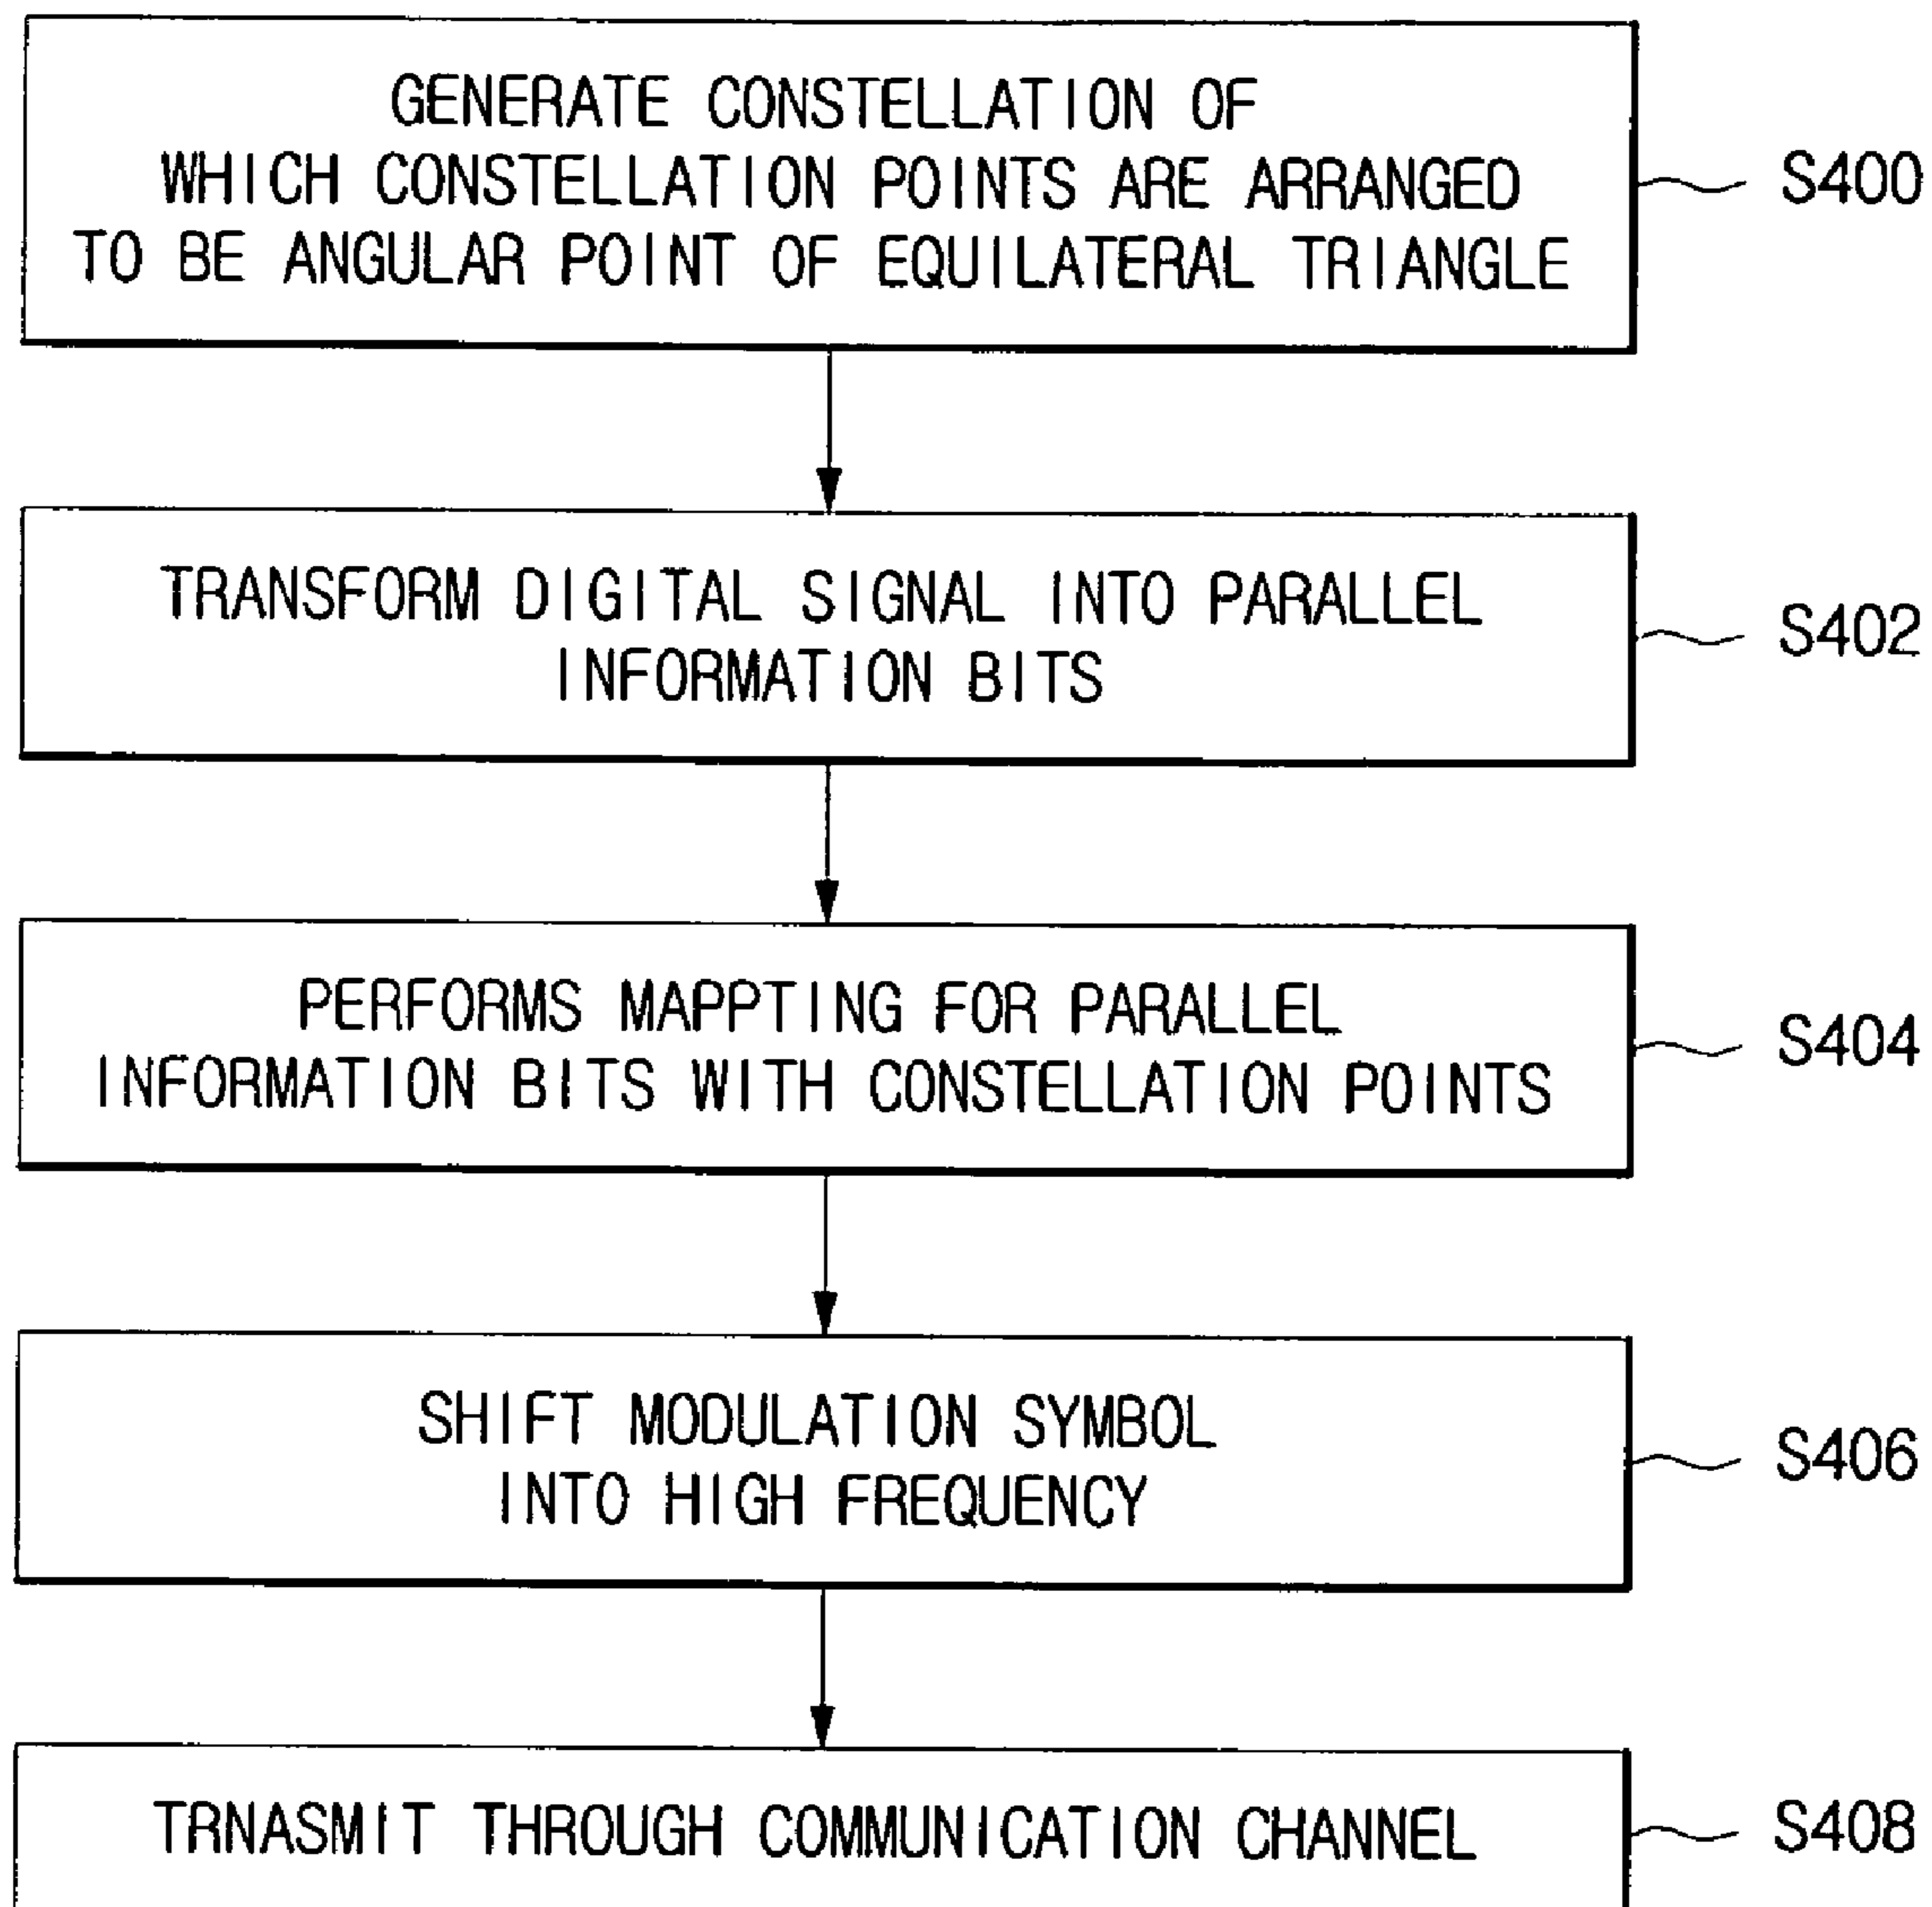 GENERATE CONSTELLATION OF
WHICH CONSTELLATION POINTS ARE ARRANGED
TO BE ANGULAR POINT OF EQUILATERAL TRIANGLE
S400
TRANSFORM DIGITAL SIGNAL INTO PARALLEL
INFORMATION BITS
S402
PERFORMS MAPPTING FOR PARALLEL
INFORMATION BITS WITH CONSTELLATION POINTS
S404
SHIFT MODULATION SYMBOL
INTO HIGH FREQUENCY
S406
TRNASMIT THROUGH COMMUNICATION CHANNEL
S408